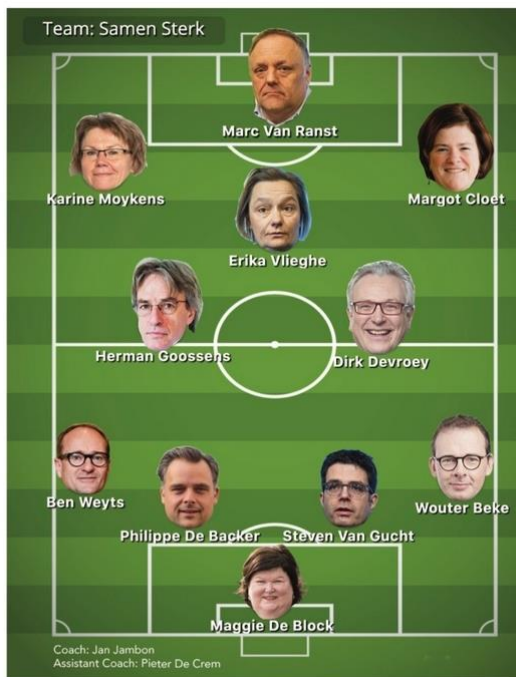 Team: Samen Sterk
Marc Van Ranst
Karine Moykens
Margot Cloet
Erika Vlieghe
Herman Goossens
Dirk Devroey
Ben Weyts
Wouter Beke
Philippe De Backer
Steven Van Gucht
Maggie De Block
Coach: Jan Jambon
Assistant Coach: Pieter De Crem